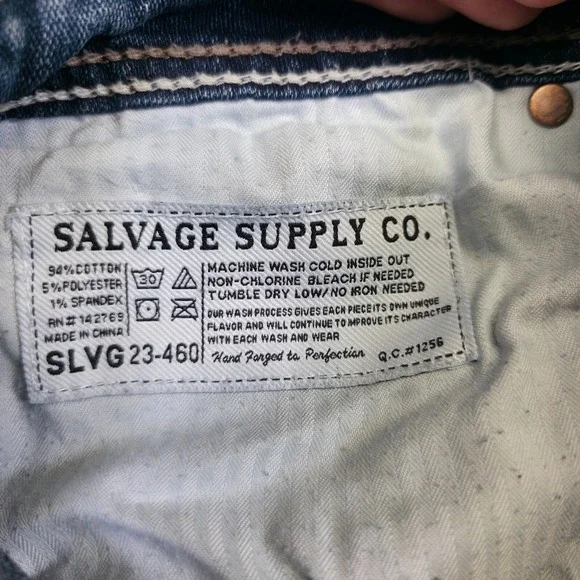 SALVAGE SUPPLY CO.
94% COTTON
5% POLYESTER
1% SPANDEX
RN# 142769
MADE IN CHINA
SLVG 23-460
30
MACHINE WASH COLD INSIDE OUT
NON-CHLORINE BLEACH IF NEEDED
TUMBLE DRY LOW/NO IRON NEEDED
OUR WASH PROCESS GIVES EACH PIECE ITS OWN UNIQUE
FLAVOR AND WILL CONTINUE TO IMPROVE ITS CHARACTER
WITH EACH WASH AND WEAR
Hand Forged to Perfection Q.C.#1256